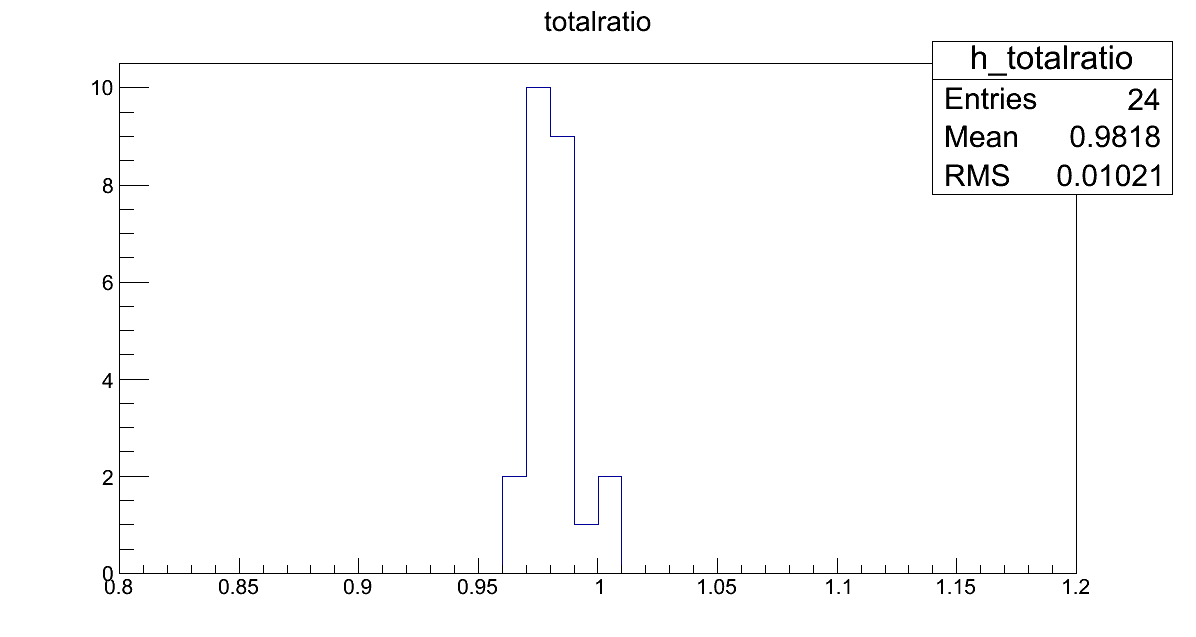 totalratio
h_totalratio
Entries 24
Mean 0.9818
RMS 0.01021
10
8
6
4
2
0
0.8 0.85 0.9 0.95 1 1.05 1.1 1.15 1.2